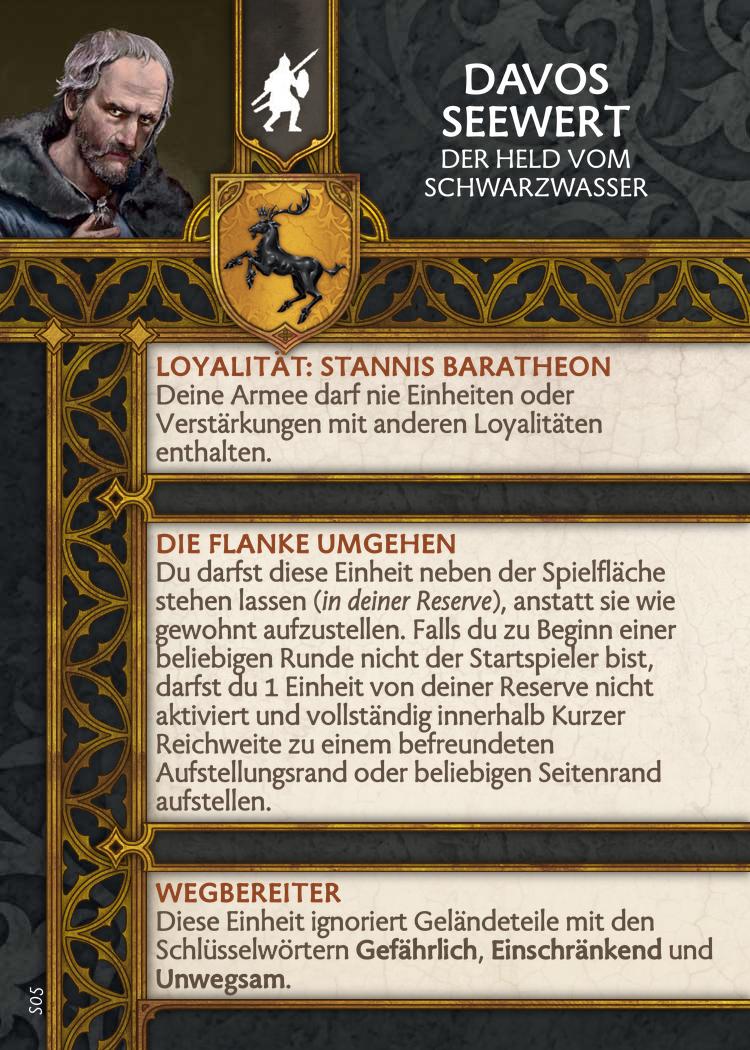 DAVOS
SEEWERT
DER HELD VOM
SCHWARZWASSER
LOYALITÄT: STANNIS BARATHEON
Deine Armee darf nie Einheiten oder
Verstärkungen mit anderen Loyalitäten
enthalten.
DIE FLANKE UMGEHEN
Du darfst diese Einheit neben der Spielfläche
stehen lassen (in deiner Reserve), anstatt sie wie
gewohnt aufzustellen. Falls du zu Beginn einer
beliebigen Runde nicht der Startspieler bist,
darfst du 1 Einheit von deiner Reserve nicht
aktiviert und vollständig innerhalb Kurzer
Reichweite zu einem befreundeten
Aufstellungsrand oder beliebigen Seitenrand
aufstellen.
WEGBEREITER
Diese Einheit ignoriert Geländeteile mit den
Schlüsselwörtern Gefährlich, Einschränkend und
Unwegsam.
S05